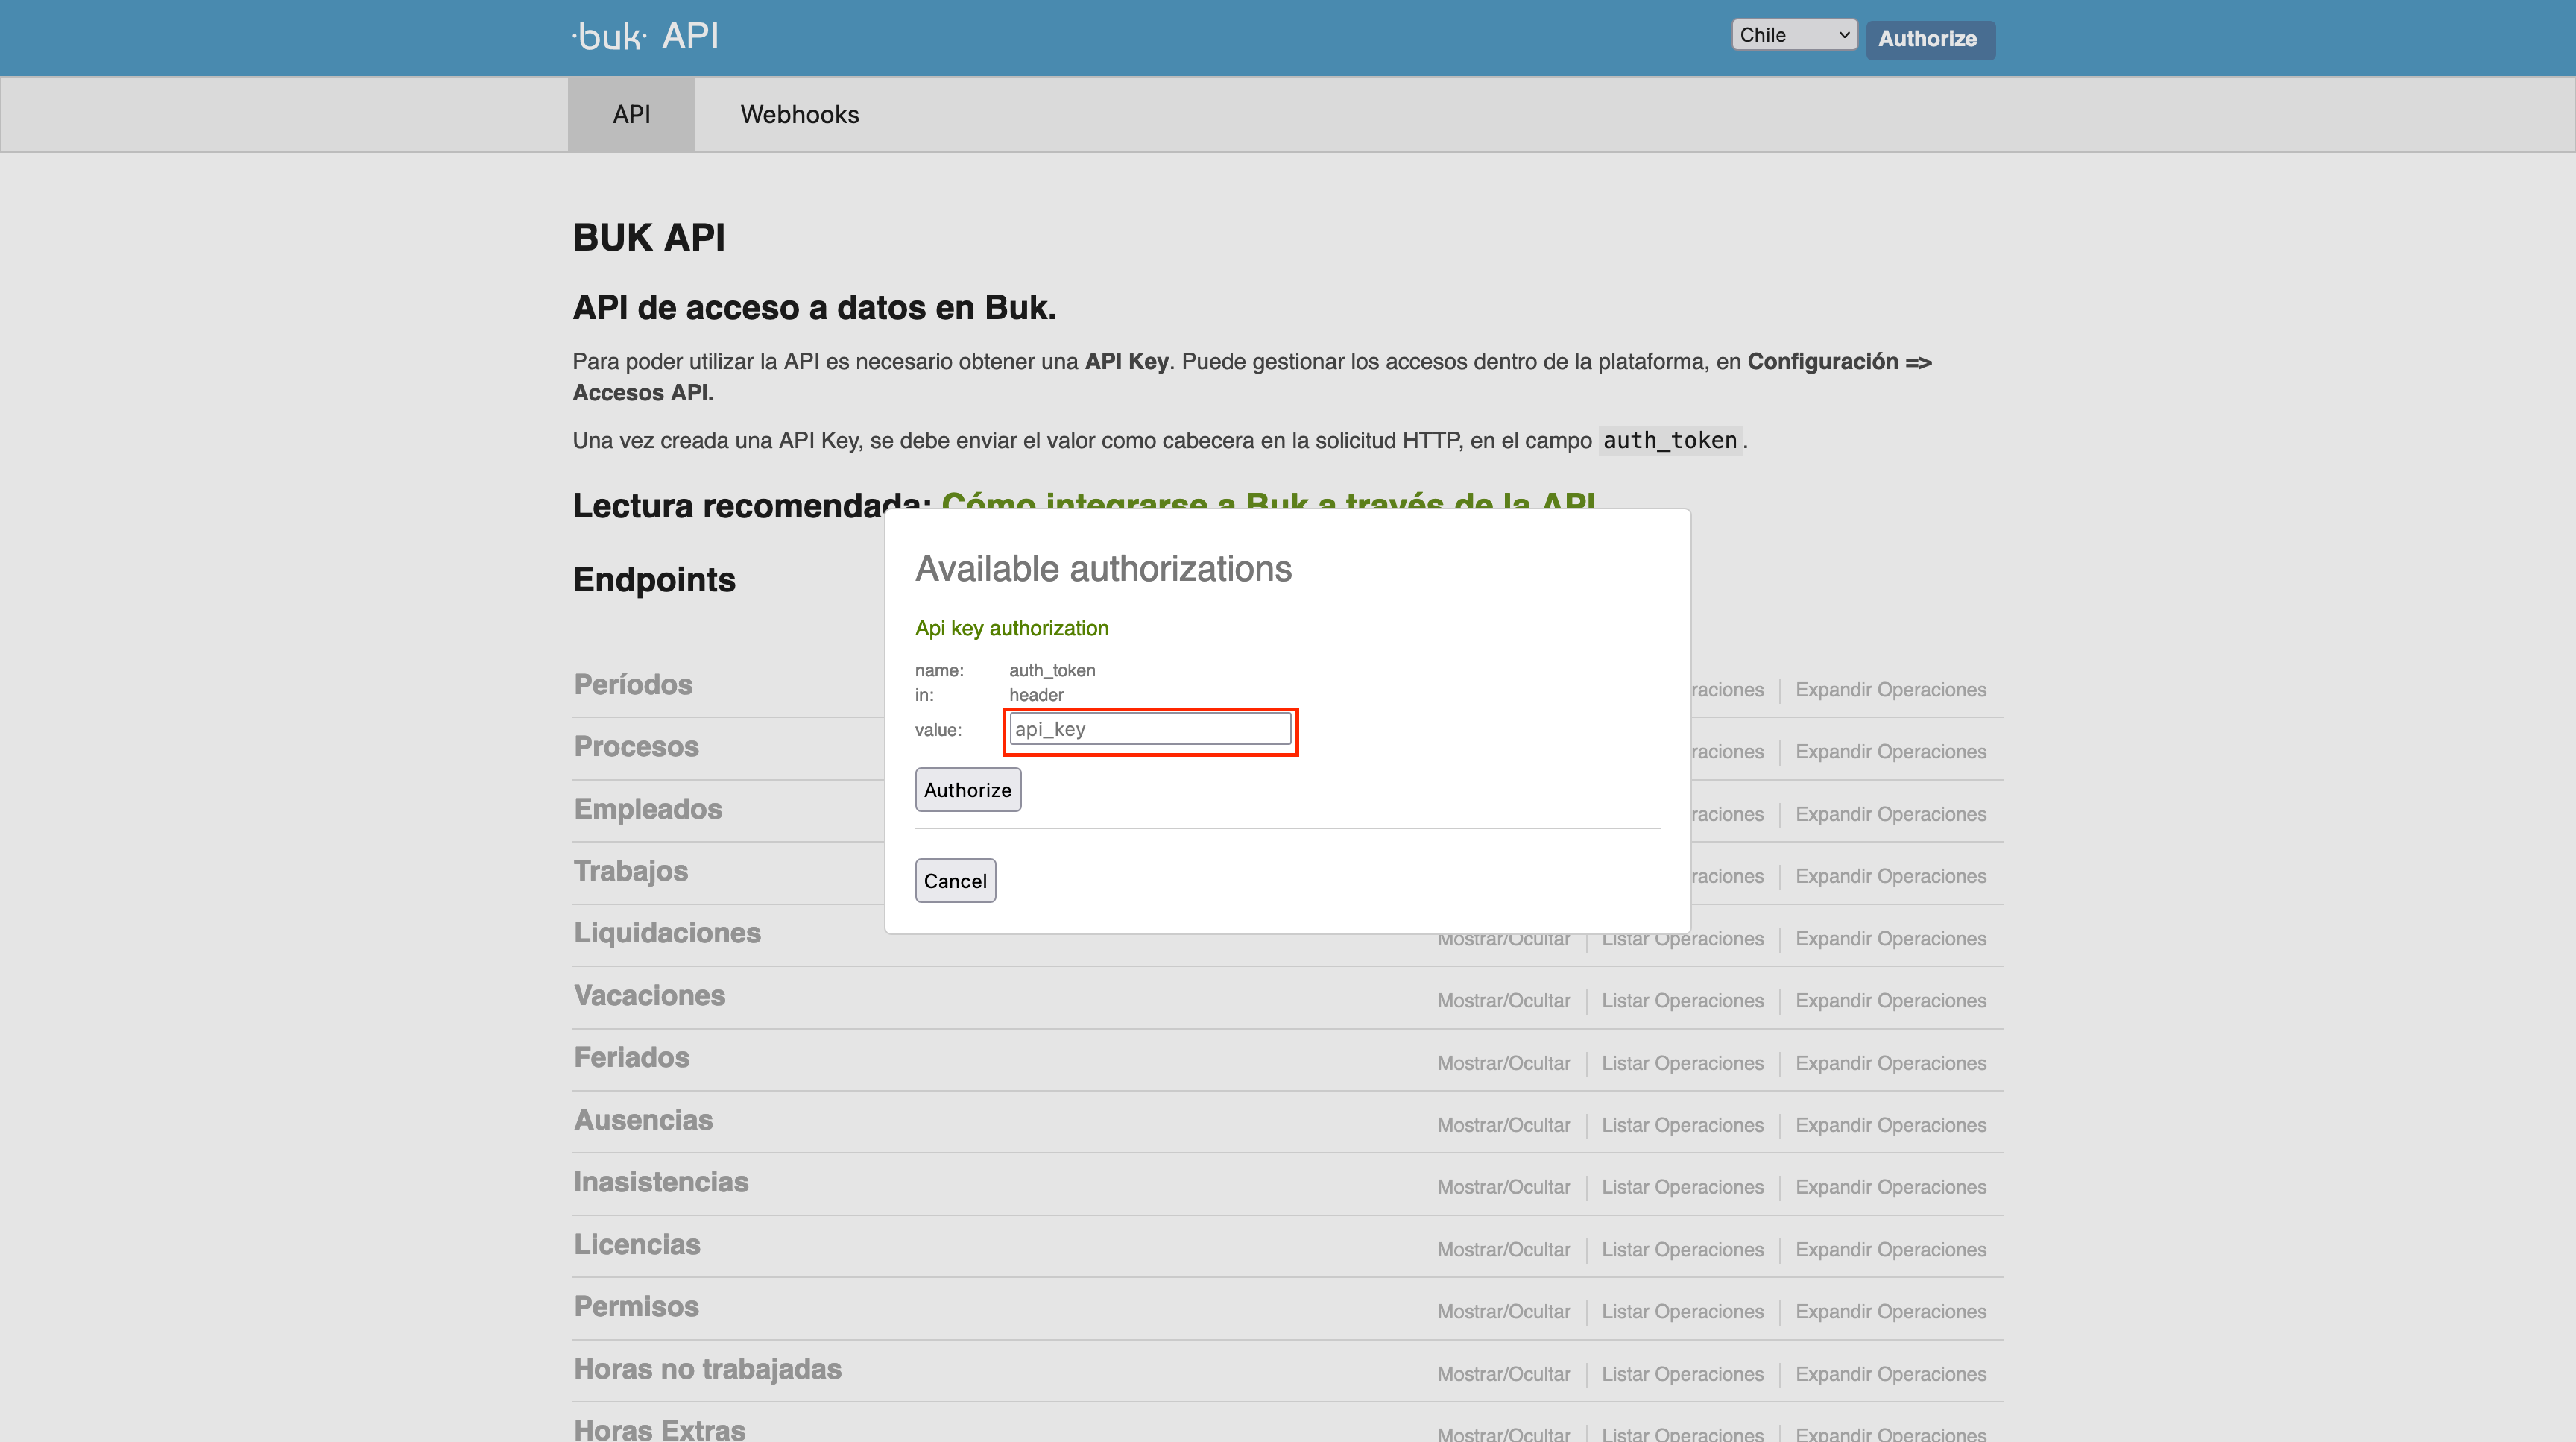 ·buk· API
Chile
Authorize
API
Webhooks
BUK API
API de acceso a datos en Buk.
Para poder utilizar la API es necesario obtener una API Key. Puede gestionar los accesos dentro de la plataforma, en Configuración =>
Accesos API.
Una vez creada una API Key, se debe enviar el valor como cabecera en la solicitud HTTP, en el campo auth_token.
Lectura recomendada: Cómo integrarse a Buk a través de la API
Endpoints
Available authorizations
Api key authorization
name: auth_token
in: header
value: api_key
Authorize
Cancel
Períodos raciones Expandir Operaciones
Procesos raciones Expandir Operaciones
Empleados raciones Expandir Operaciones
Trabajos raciones Expandir Operaciones
Liquidaciones Mostrar/Ocultar Listar Operaciones Expandir Operaciones
Vacaciones Mostrar/Ocultar Listar Operaciones Expandir Operaciones
Feriados Mostrar/Ocultar Listar Operaciones Expandir Operaciones
Ausencias Mostrar/Ocultar Listar Operaciones Expandir Operaciones
Inasistencias Mostrar/Ocultar Listar Operaciones Expandir Operaciones
Licencias Mostrar/Ocultar Listar Operaciones Expandir Operaciones
Permisos Mostrar/Ocultar Listar Operaciones Expandir Operaciones
Horas no trabajadas Mostrar/Ocultar Listar Operaciones Expandir Operaciones
Horas Extras Mostrar/Ocultar Listar Operaciones Expandir Operaciones